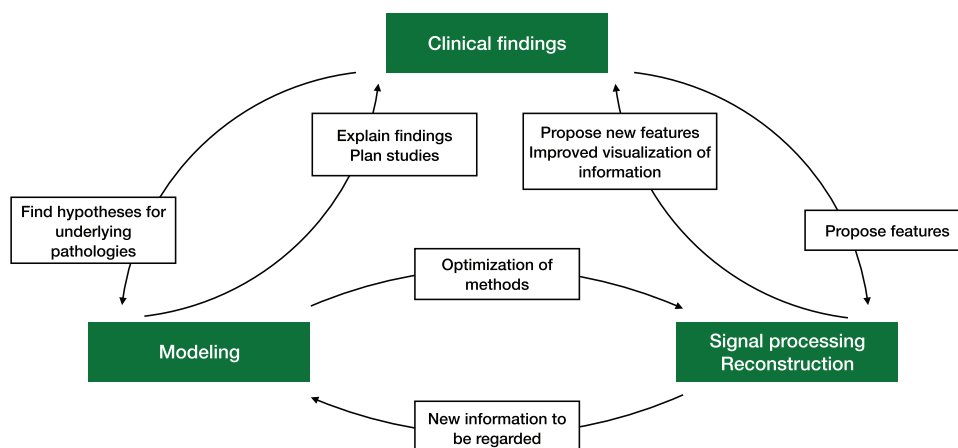 Clinical findings
Explain findings
Plan studies
Propose new features
Improved visualization of
information
Find hypotheses for
underlying
pathologies
Propose features
Optimization of
methods
Modeling
Signal processing
Reconstruction
New information to
be regarded